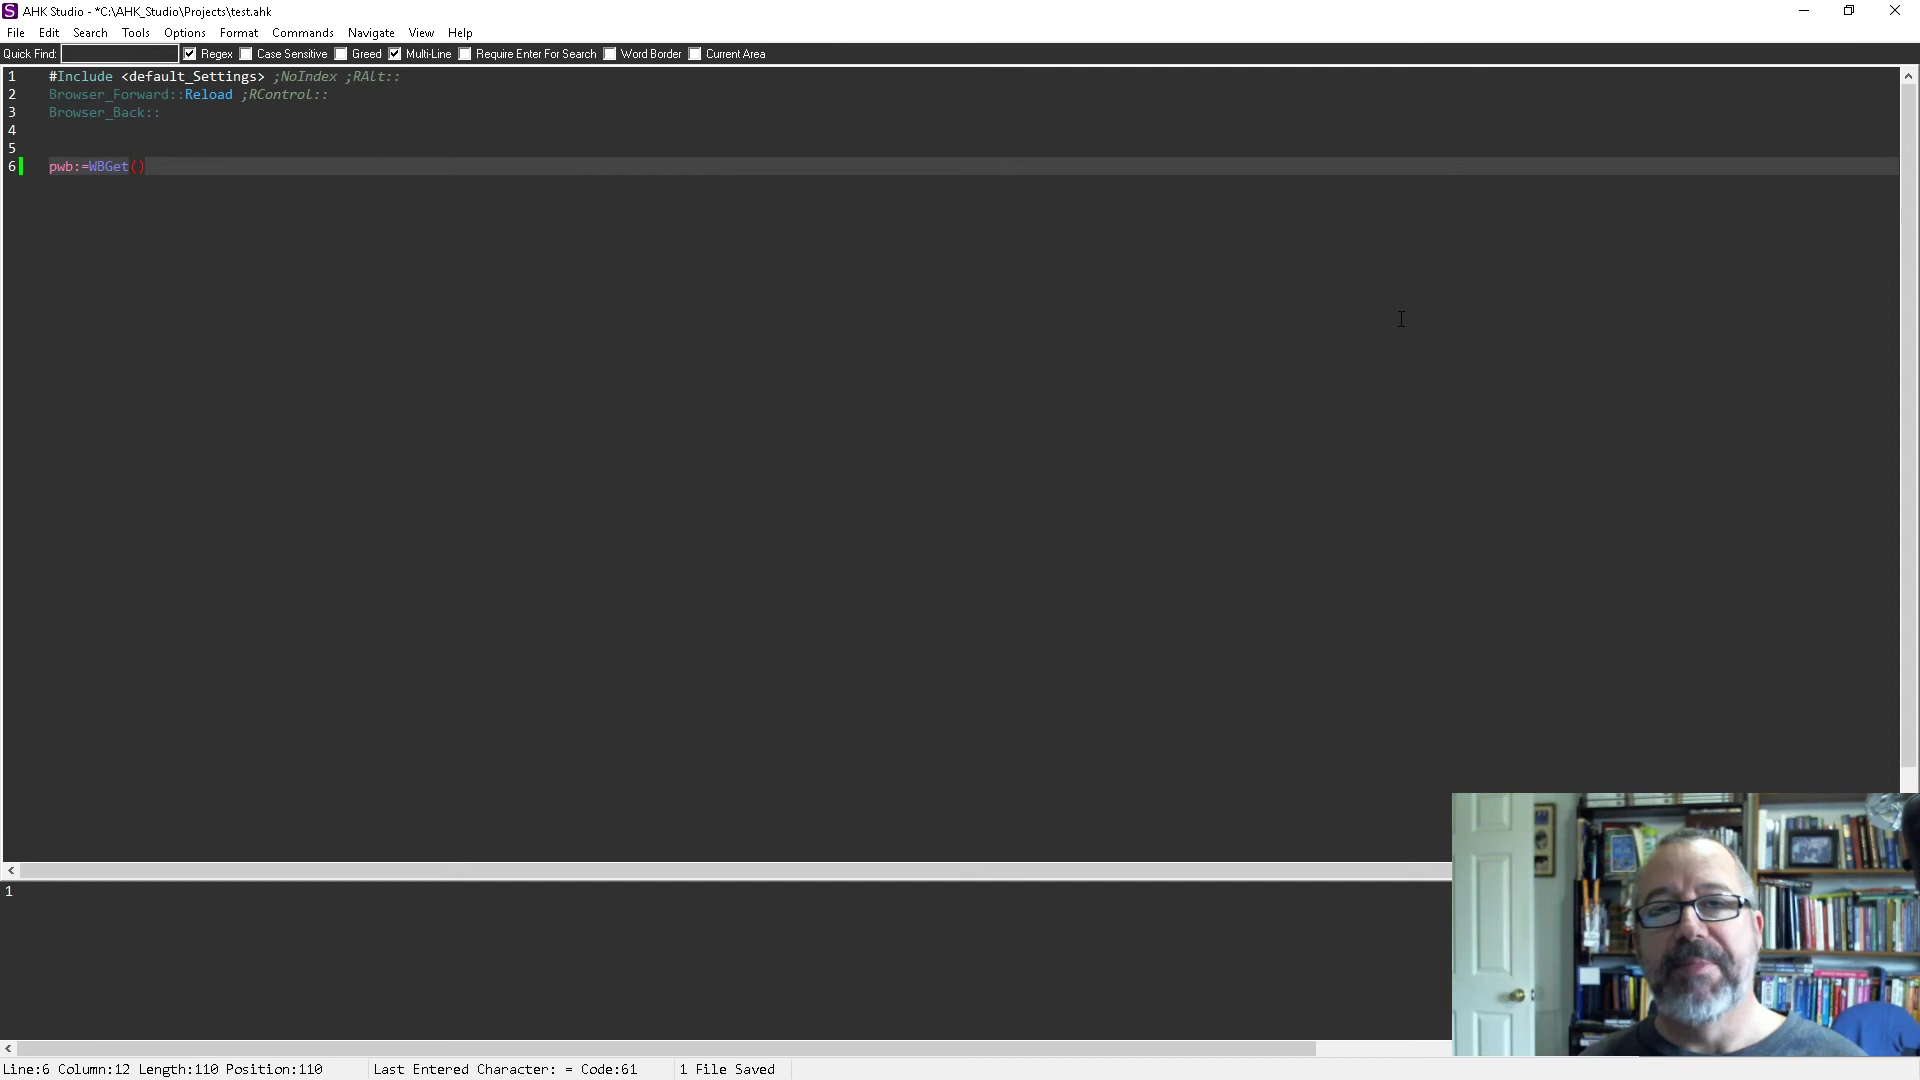 S AHK Studio - *C:\AHK_Studio\Projects\test.ahk
File Edit Search Tools Options Format Commands Navigate View Help
Quick Find: Regex Case Sensitive Greed Multi-Line Require Enter For Search Word Border Current Area
1 #Include <default_Settings> ;NoIndex ;RAlt::
2 Browser_Forward::Reload ;RControl::
3 Browser_Back::
4
5
6 pwb:=WBGet()
1
Line:6 Column:12 Length:110 Position:110 Last Entered Character: = Code:61 1 File Saved